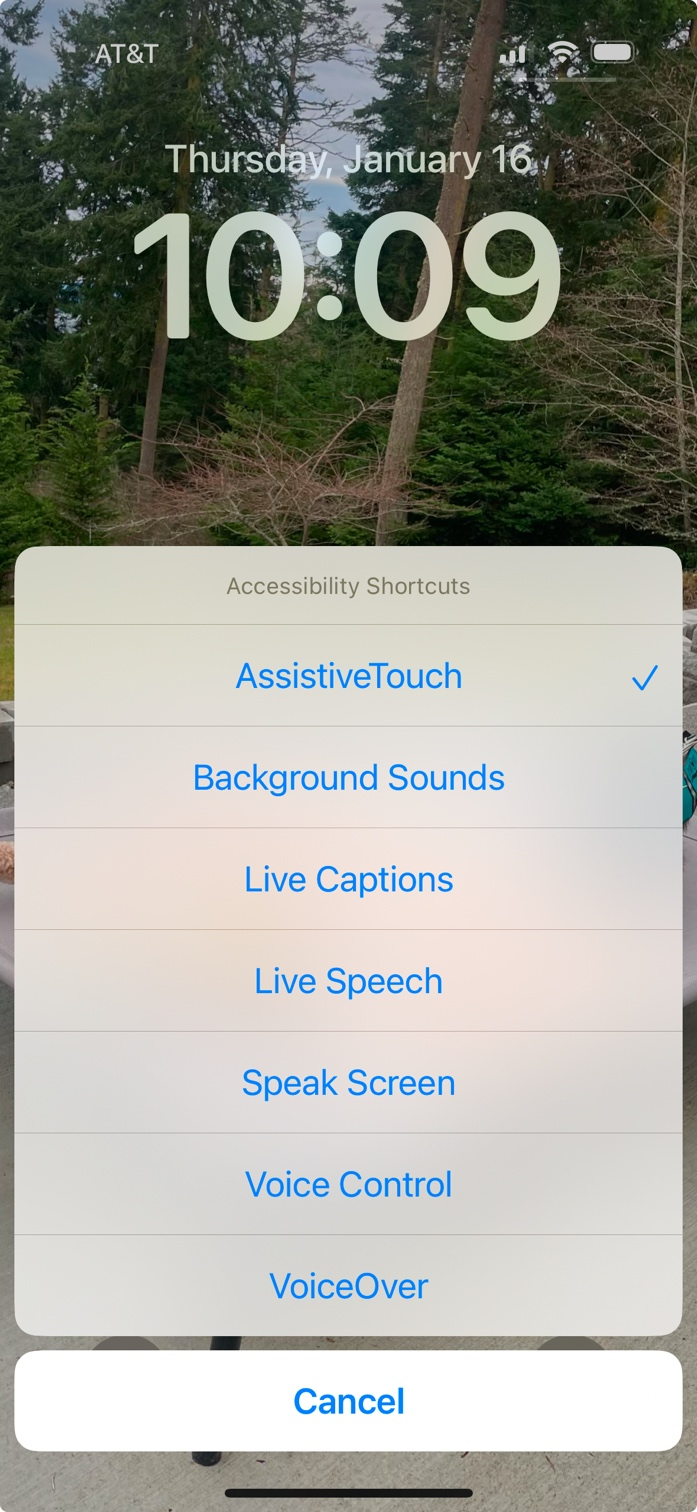 AT&T
Thursday, January 16
10:09
Accessibility Shortcuts
AssistiveTouch
Background Sounds
Live Captions
Live Speech
Speak Screen
Voice Control
VoiceOver
Cancel